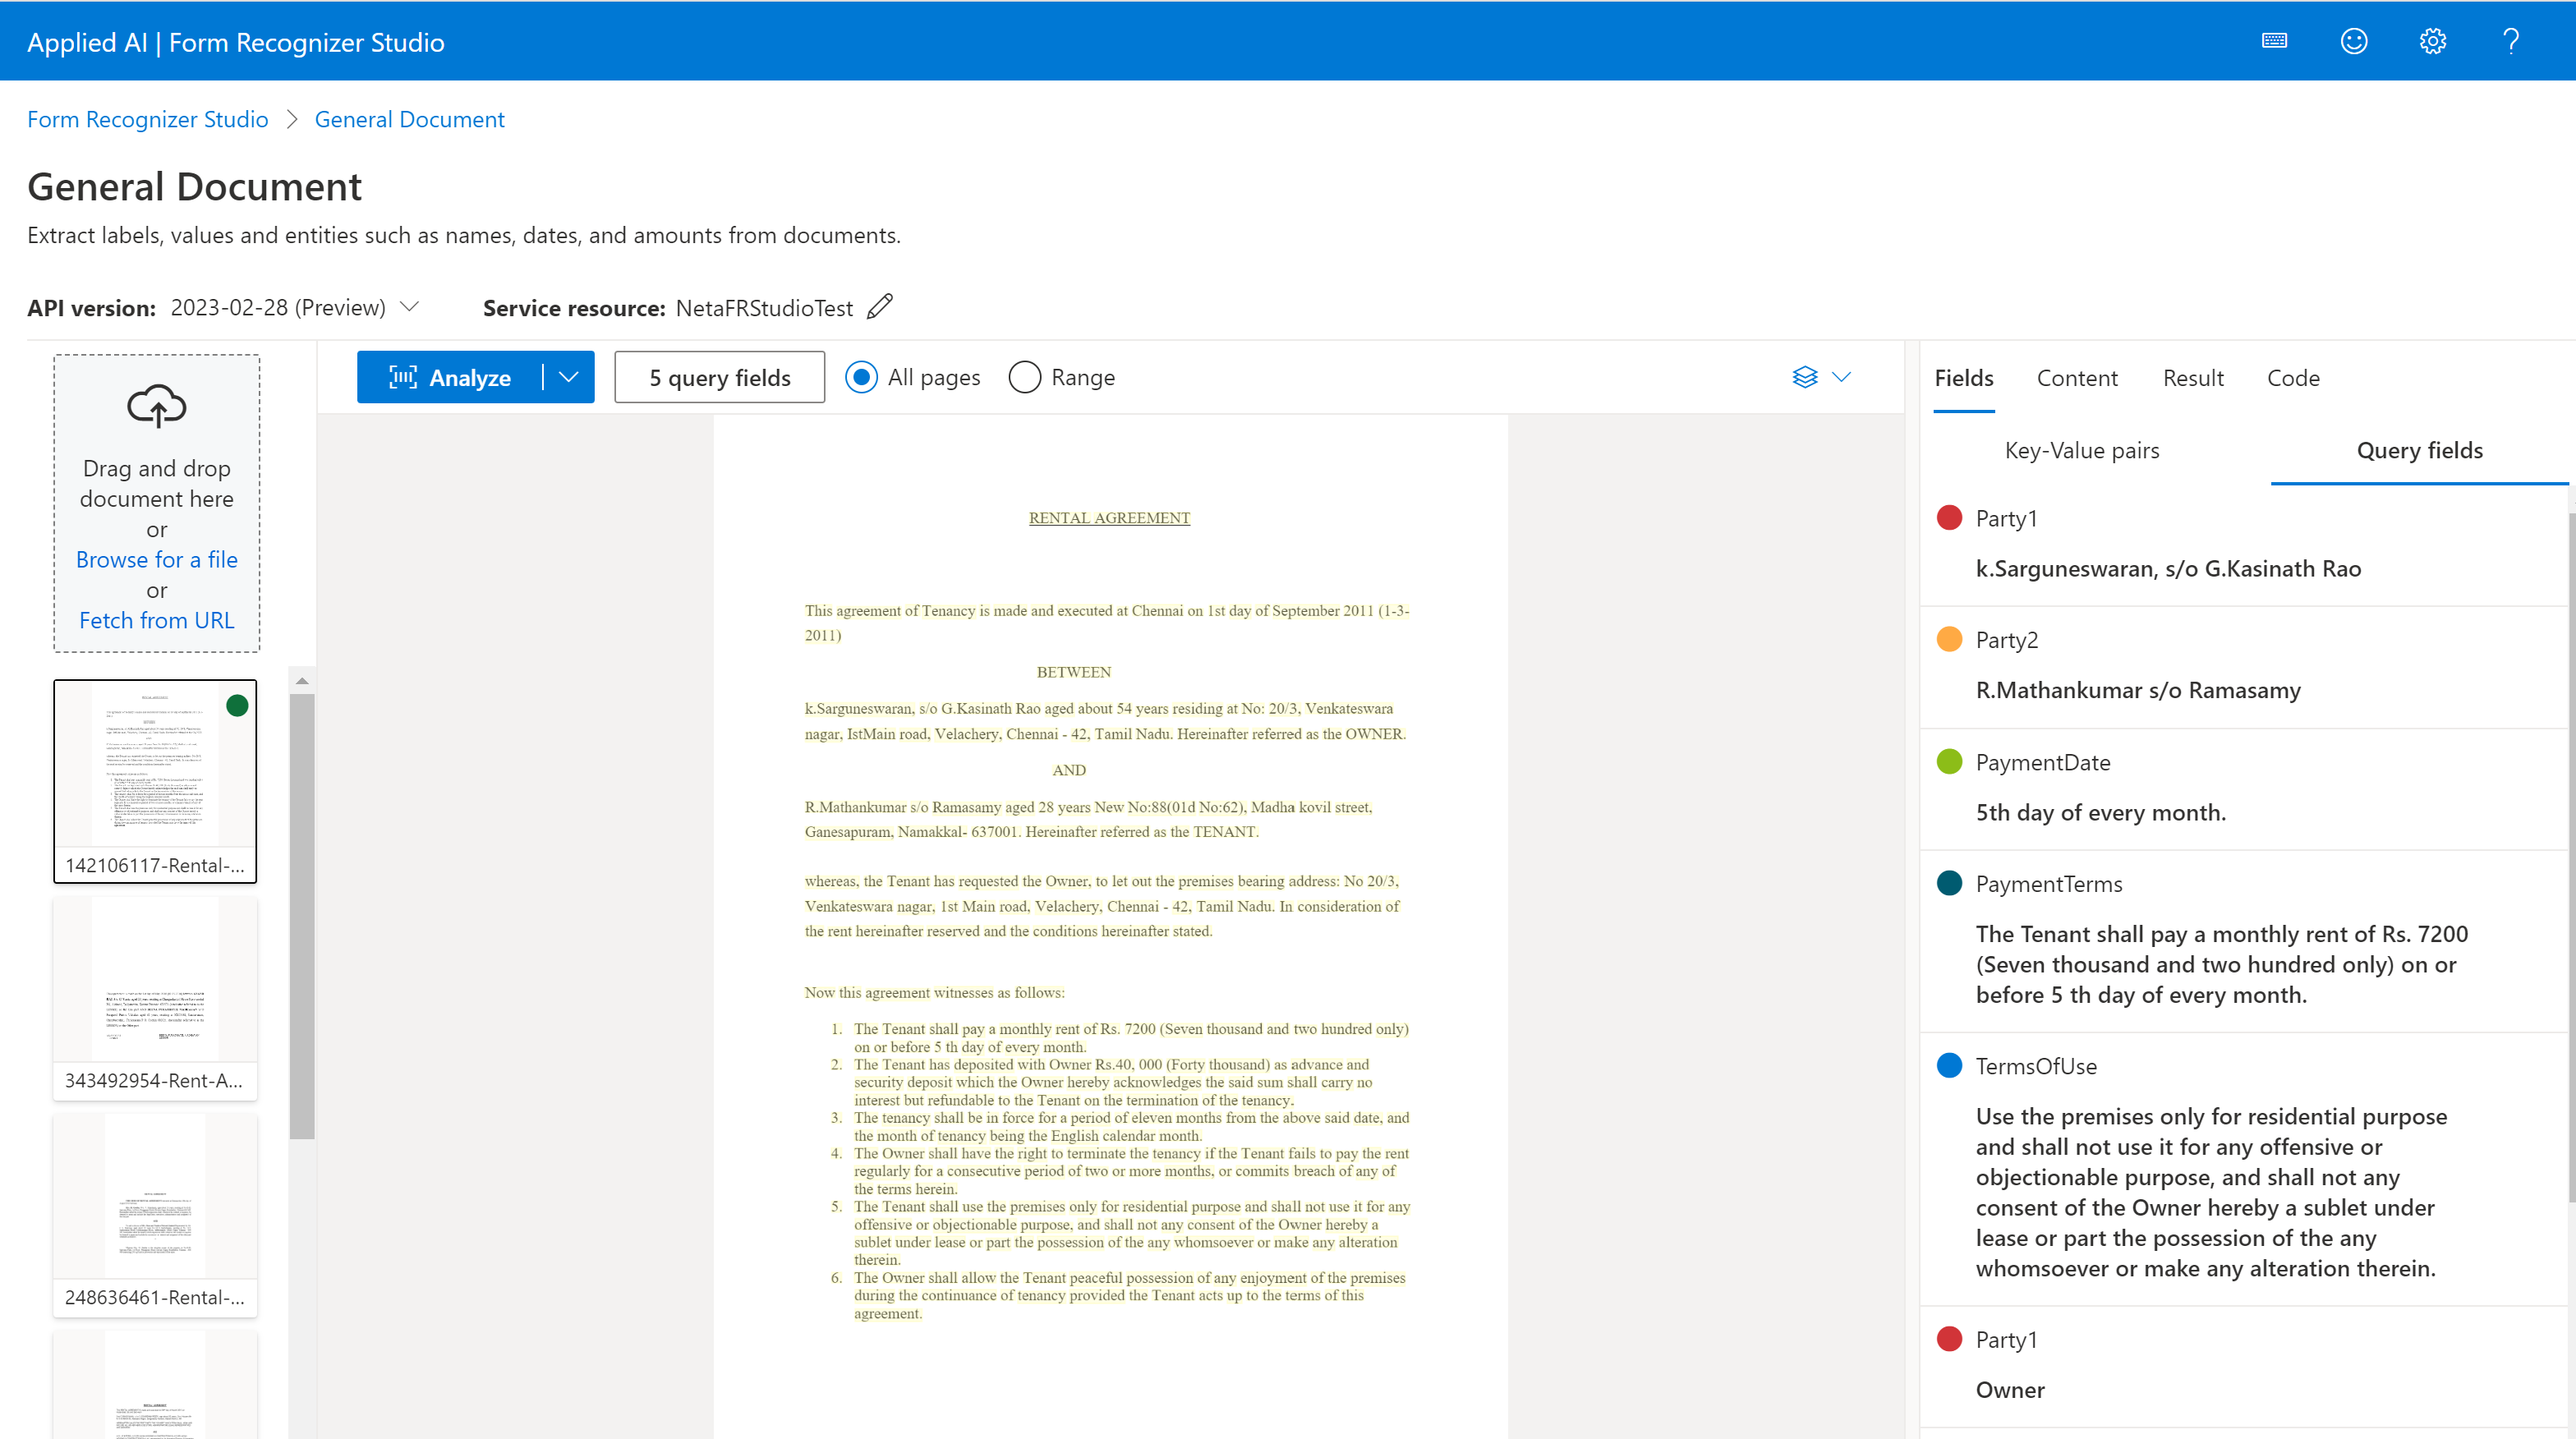 Applied AI | Form Recognizer Studio
Form Recognizer Studio > General Document
General Document
Extract labels, values and entities such as names, dates, and amounts from documents.
API version: 2023-02-28 (Preview)
Service resource: NetaFRStudioTest
Drag and drop
document here
or
Browse for a file
or
Fetch from URL
142106117-Rental-...
343492954-Rent-A...
248636461-Rental-...
Analyze
5 query fields
All pages
Range
RENTAL AGREEMENT
This agreement of Tenancy is made and executed at Chennai on 1st day of September 2011 (1-3-
2011)
BETWEEN
k.Sarguneswaran, s/o G.Kasinath Rao aged about 54 years residing at No: 20/3, Venkateswara
nagar, IstMain road, Velachery, Chennai - 42, Tamil Nadu. Hereinafter referred as the OWNER.
AND
R.Mathankumar s/o Ramasamy aged 28 years New No:88(01d No:62), Madha kovil street,
Ganesapuram, Namakkal- 637001. Hereinafter referred as the TENANT.
whereas, the Tenant has requested the Owner, to let out the premises bearing address: No 20/3,
Venkateswara nagar, 1st Main road, Velachery, Chennai - 42, Tamil Nadu. In consideration of
the rent hereinafter reserved and the conditions hereinafter stated.
Now this agreement witnesses as follows:
1. The Tenant shall pay a monthly rent of Rs. 7200 (Seven thousand and two hundred only)
on or before 5 th day of every month.
2. The Tenant has deposited with Owner Rs.40, 000 (Forty thousand) as advance and
security deposit which the Owner hereby acknowledges the said sum shall carry no
interest but refundable to the Tenant on the termination of the tenancy.
3. The tenancy shall be in force for a period of eleven months from the above said date, and
the month of tenancy being the English calendar month.
4. The Owner shall have the right to terminate the tenancy if the Tenant fails to pay the rent
regularly for a consecutive period of two or more months, or commits breach of any of
the terms herein.
5. The Tenant shall use the premises only for residential purpose and shall not use it for any
offensive or objectionable purpose, and shall not any consent of the Owner hereby a
sublet under lease or part the possession of the any whomsoever or make any alteration
therein.
6. The Owner shall allow the Tenant peaceful possession of any enjoyment of the premises
during the continuance of tenancy provided the Tenant acts up to the terms of this
agreement.
Fields
Content
Result
Code
Key-Value pairs
Query fields
Party1
k.Sarguneswaran, s/o G.Kasinath Rao
Party2
R.Mathankumar s/o Ramasamy
PaymentDate
5th day of every month.
PaymentTerms
The Tenant shall pay a monthly rent of Rs. 7200
(Seven thousand and two hundred only) on or
before 5 th day of every month.
TermsOfUse
Use the premises only for residential purpose
and shall not use it for any offensive or
objectionable purpose, and shall not any
consent of the Owner hereby a sublet under
lease or part the possession of the any
whomsoever or make any alteration therein.
Party1
Owner